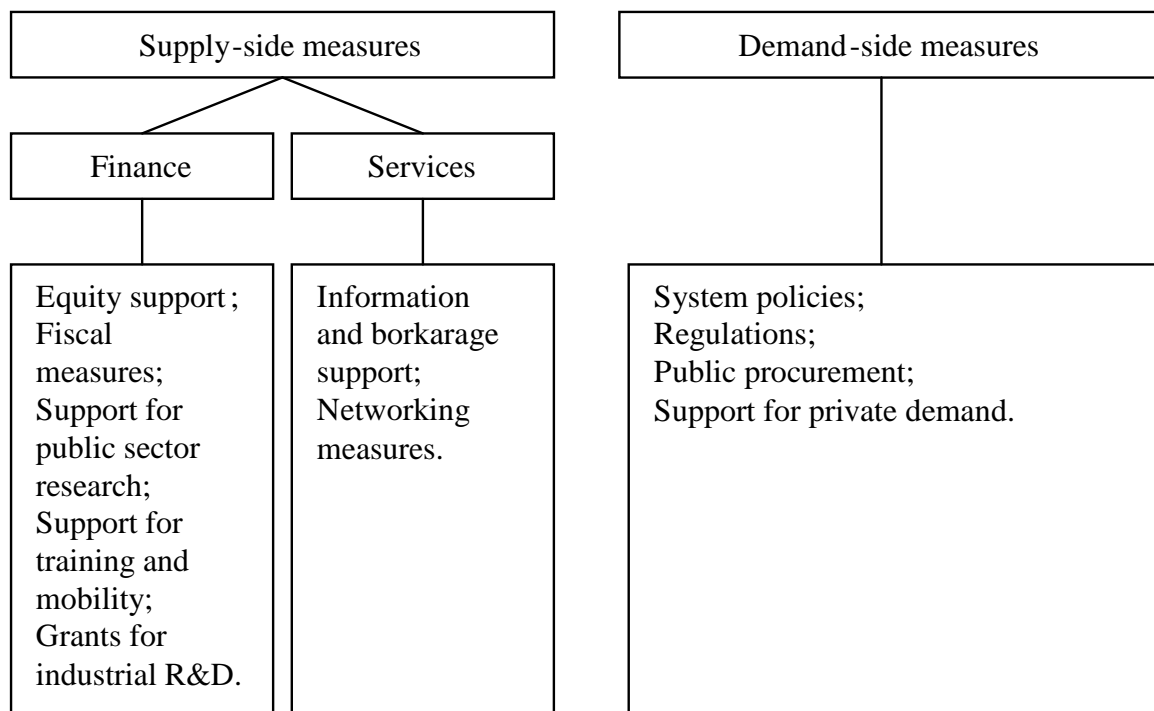 Supply-side measures
Demand-side measures
Finance
Services
Equity support;
Fiscal
measures;
Support for
public sector
research;
Support for
training and
mobility;
Grants for
industrial R&D.
Information
and borkarage
support;
Networking
measures.
System policies;
Regulations;
Public procurement;
Support for private demand.